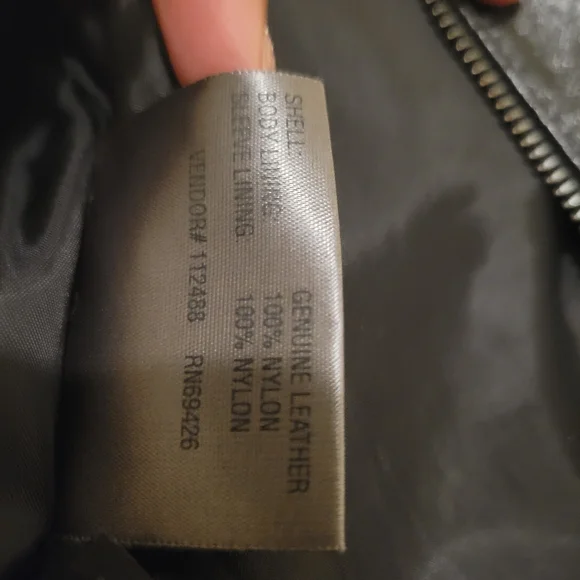 SHELL: GENUINE LEATHER
BODY LINING: 100% NYLON
SLEEVE LINING: 100% NYLON
VENDOR# 112488 RN69426